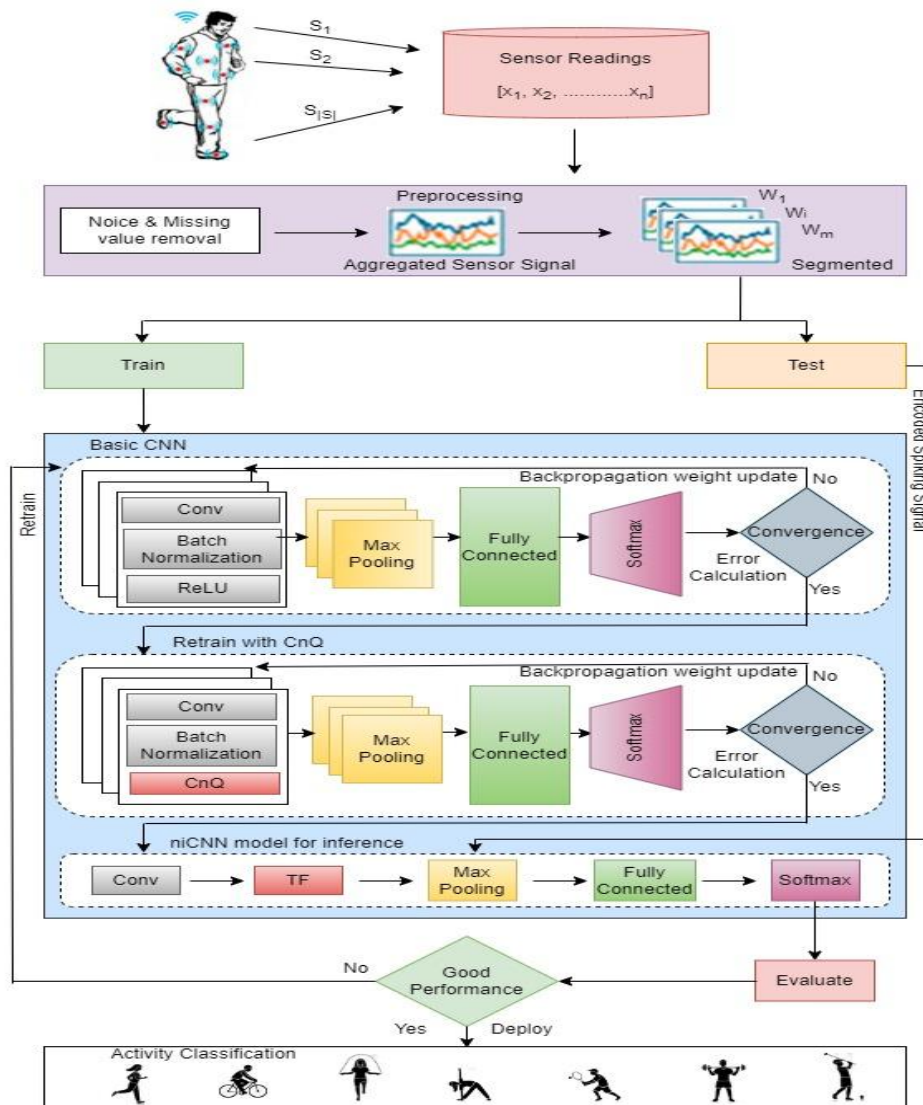 S1
S2
S|S|
Sensor Readings
[x1, x2, ............xn]
Preprocessing
Noice & Missing
value removal
Aggregated Sensor Signal
W1
Wi
Wm
Segmented
Train
Test
Encoded Spiking Signal
Retrain
Basic CNN
Backpropagation weight update
No
Conv
Batch
Normalization
ReLU
Max
Pooling
Fully
Connected
Softmax
Error
Calculation
Convergence
Yes
Retrain with CnQ
Backpropagation weight update
No
Conv
Batch
Normalization
CnQ
Max
Pooling
Fully
Connected
Softmax
Error
Calculation
Convergence
Yes
niCNN model for inference
Conv
TF
Max
Pooling
Fully
Connected
Softmax
No
Good
Performance
Evaluate
Yes
Deploy
Activity Classification